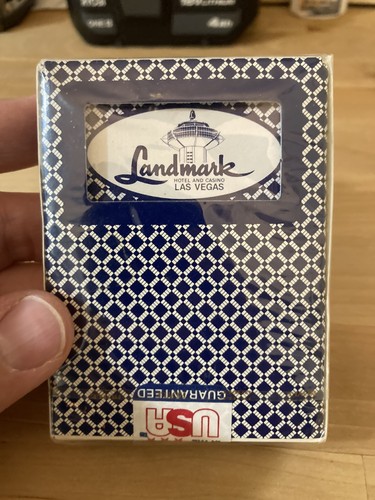 Landmark
HOTEL AND CASINO
LAS VEGAS
GUARANTEED
USA